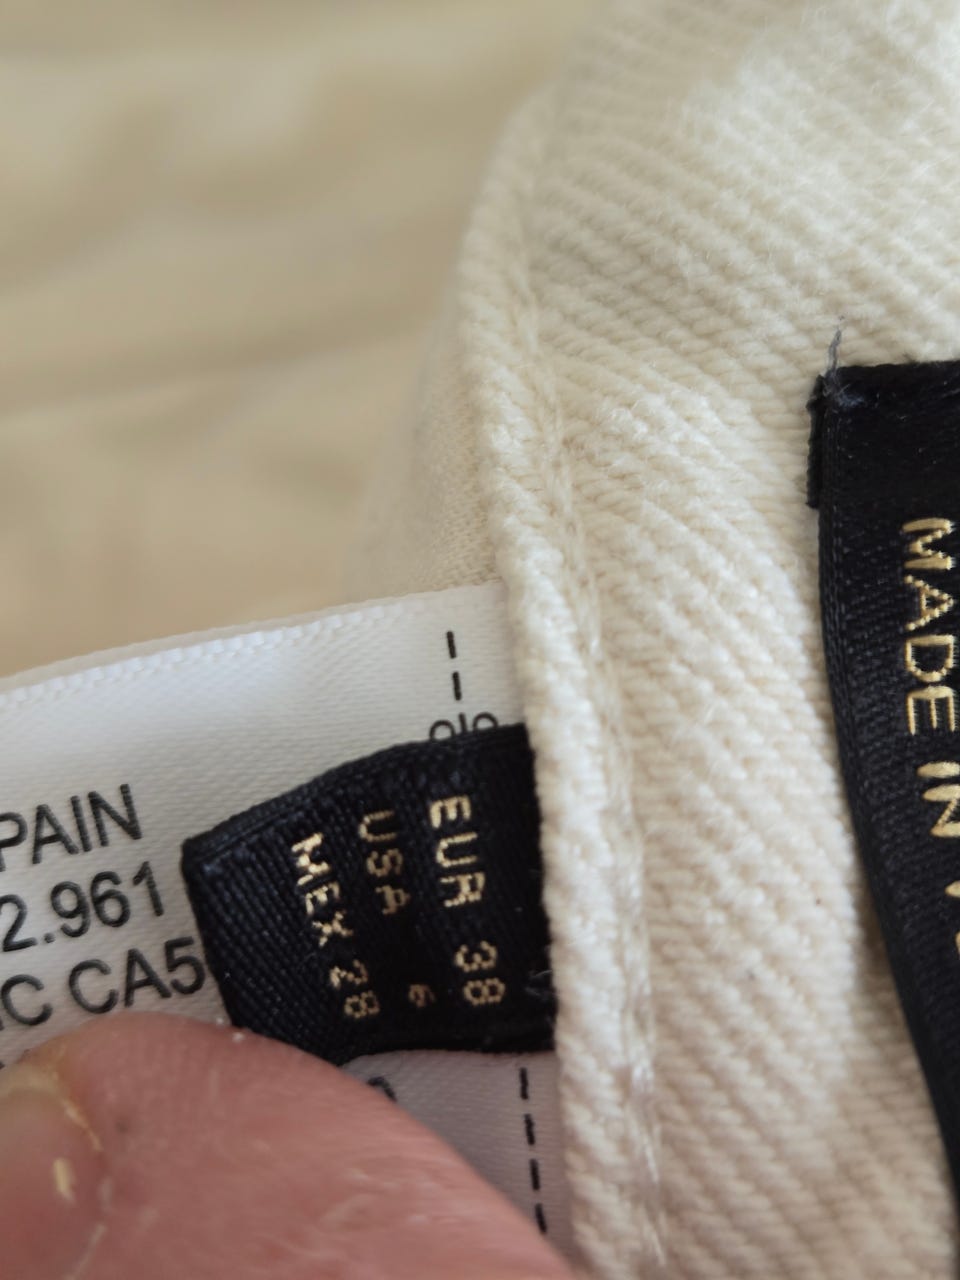 PAIN
2.961
C CA5
EUR 38
USA 6
MEX 28
MADE IN